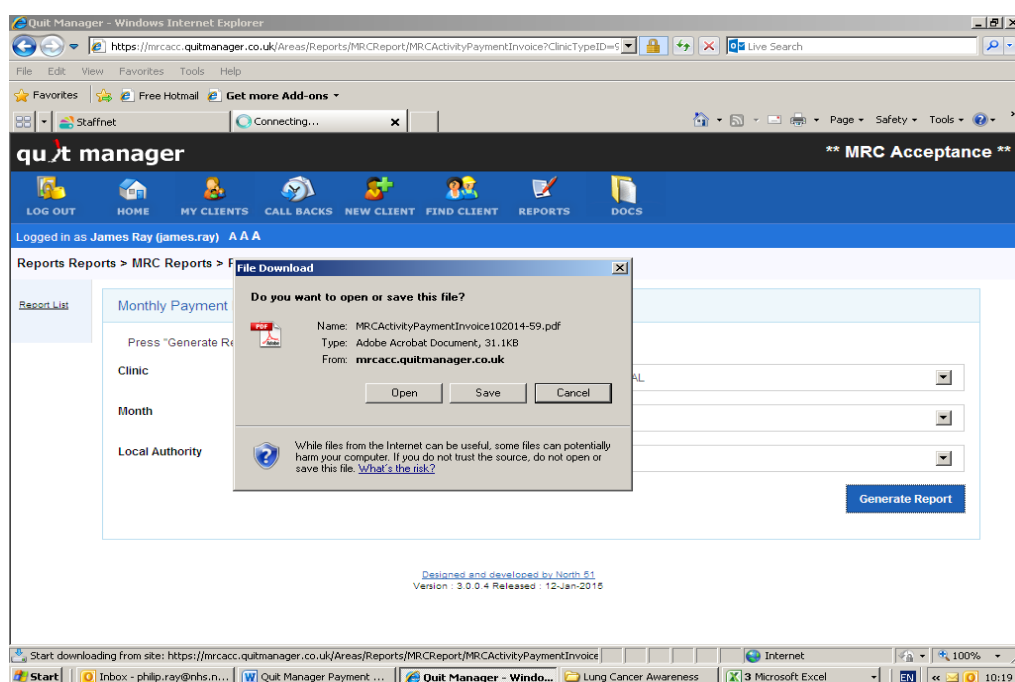 Quit Manager - Windows Internet Explorer
https://mrcacc.quitmanager.co.uk/Areas/Reports/MRCReport/MRCActivityPaymentInvoice?ClinicTypeID=
Live Search
File Edit View Favorites Tools Help
Favorites Free Hotmail Get more Add-ons
Staffnet Connecting... Page Safety Tools
quit manager ** MRC Acceptance **
LOG OUT HOME MY CLIENTS CALL BACKS NEW CLIENT FIND CLIENT REPORTS DOCS
Logged in as James Ray (james.ray) A A A
Reports Reports > MRC Reports >
File Download
Report List
Monthly Payment
Do you want to open or save this file?
Name: MRCActivityPaymentInvoice102014-59.pdf
Type: Adobe Acrobat Document, 31.1KB
From: mrcacc.quitmanager.co.uk
Open Save Cancel
Press "Generate Re
Clinic AL
Month
Local Authority
While files from the Internet can be useful, some files can potentially
harm your computer. If you do not trust the source, do not open or
save this file. What's the risk?
Generate Report
Designed and developed by North 51
Version : 3.0.0.4 Released : 12-Jan-2015
Start downloading from site: https://mrcacc.quitmanager.co.uk/Areas/Reports/MRCReport/MRCActivityPaymentInvoice Internet 100%
Start Inbox - philip.ray@nhs.n... Quit Manager Payment ... Quit Manager - Windo... Lung Cancer Awareness 3 Microsoft Excel EN 10:19